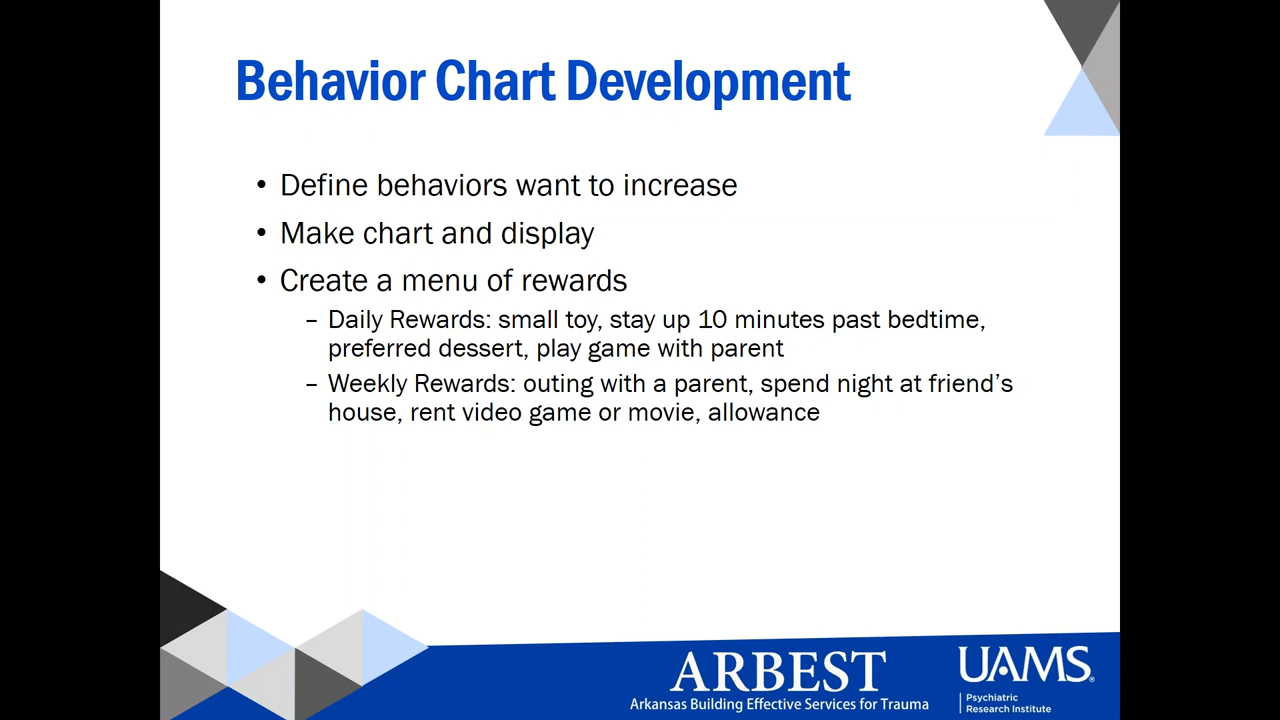 Behavior Chart Development
• Define behaviors want to increase
• Make chart and display
• Create a menu of rewards
– Daily Rewards: small toy, stay up 10 minutes past bedtime,
preferred dessert, play game with parent
– Weekly Rewards: outing with a parent, spend night at friend's
house, rent video game or movie, allowance
ARBEST
Arkansas Building Effective Services for Trauma
UAMS®
Psychiatric
Research Institute